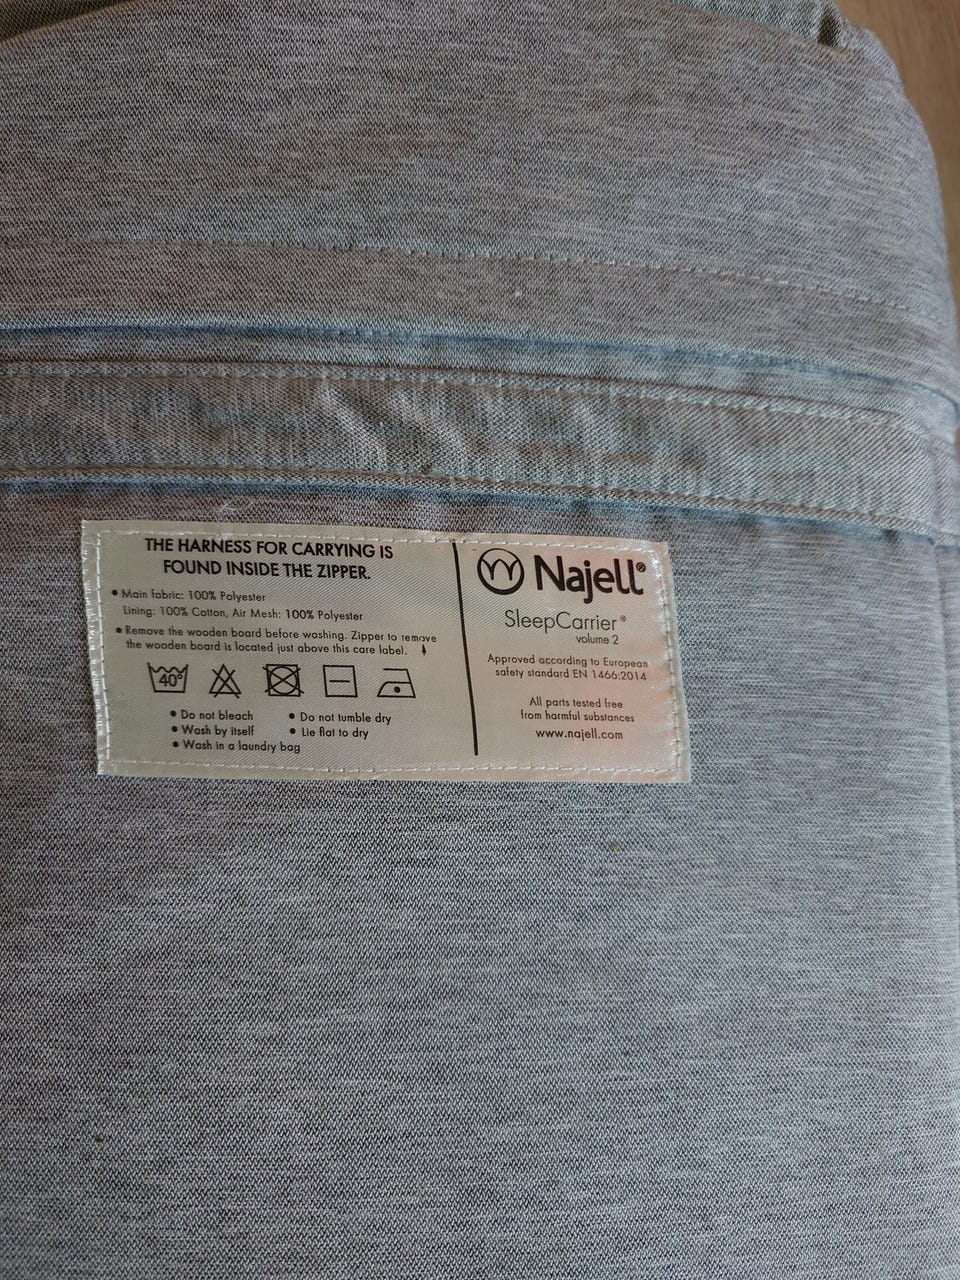 THE HARNESS FOR CARRYING IS
FOUND INSIDE THE ZIPPER.
• Main fabric: 100% Polyester
Lining: 100% Cotton, Air Mesh: 100% Polyester
• Remove the wooden board before washing. Zipper to remove
the wooden board is located just above this care label.
40°
• Do not bleach
• Wash by itself
• Wash in a laundry bag
• Do not tumble dry
• Lie flat to dry
Najell®
SleepCarrier®
volume 2
Approved according to European
safety standard EN 1466:2014
All parts tested free
from harmful substances
www.najell.com